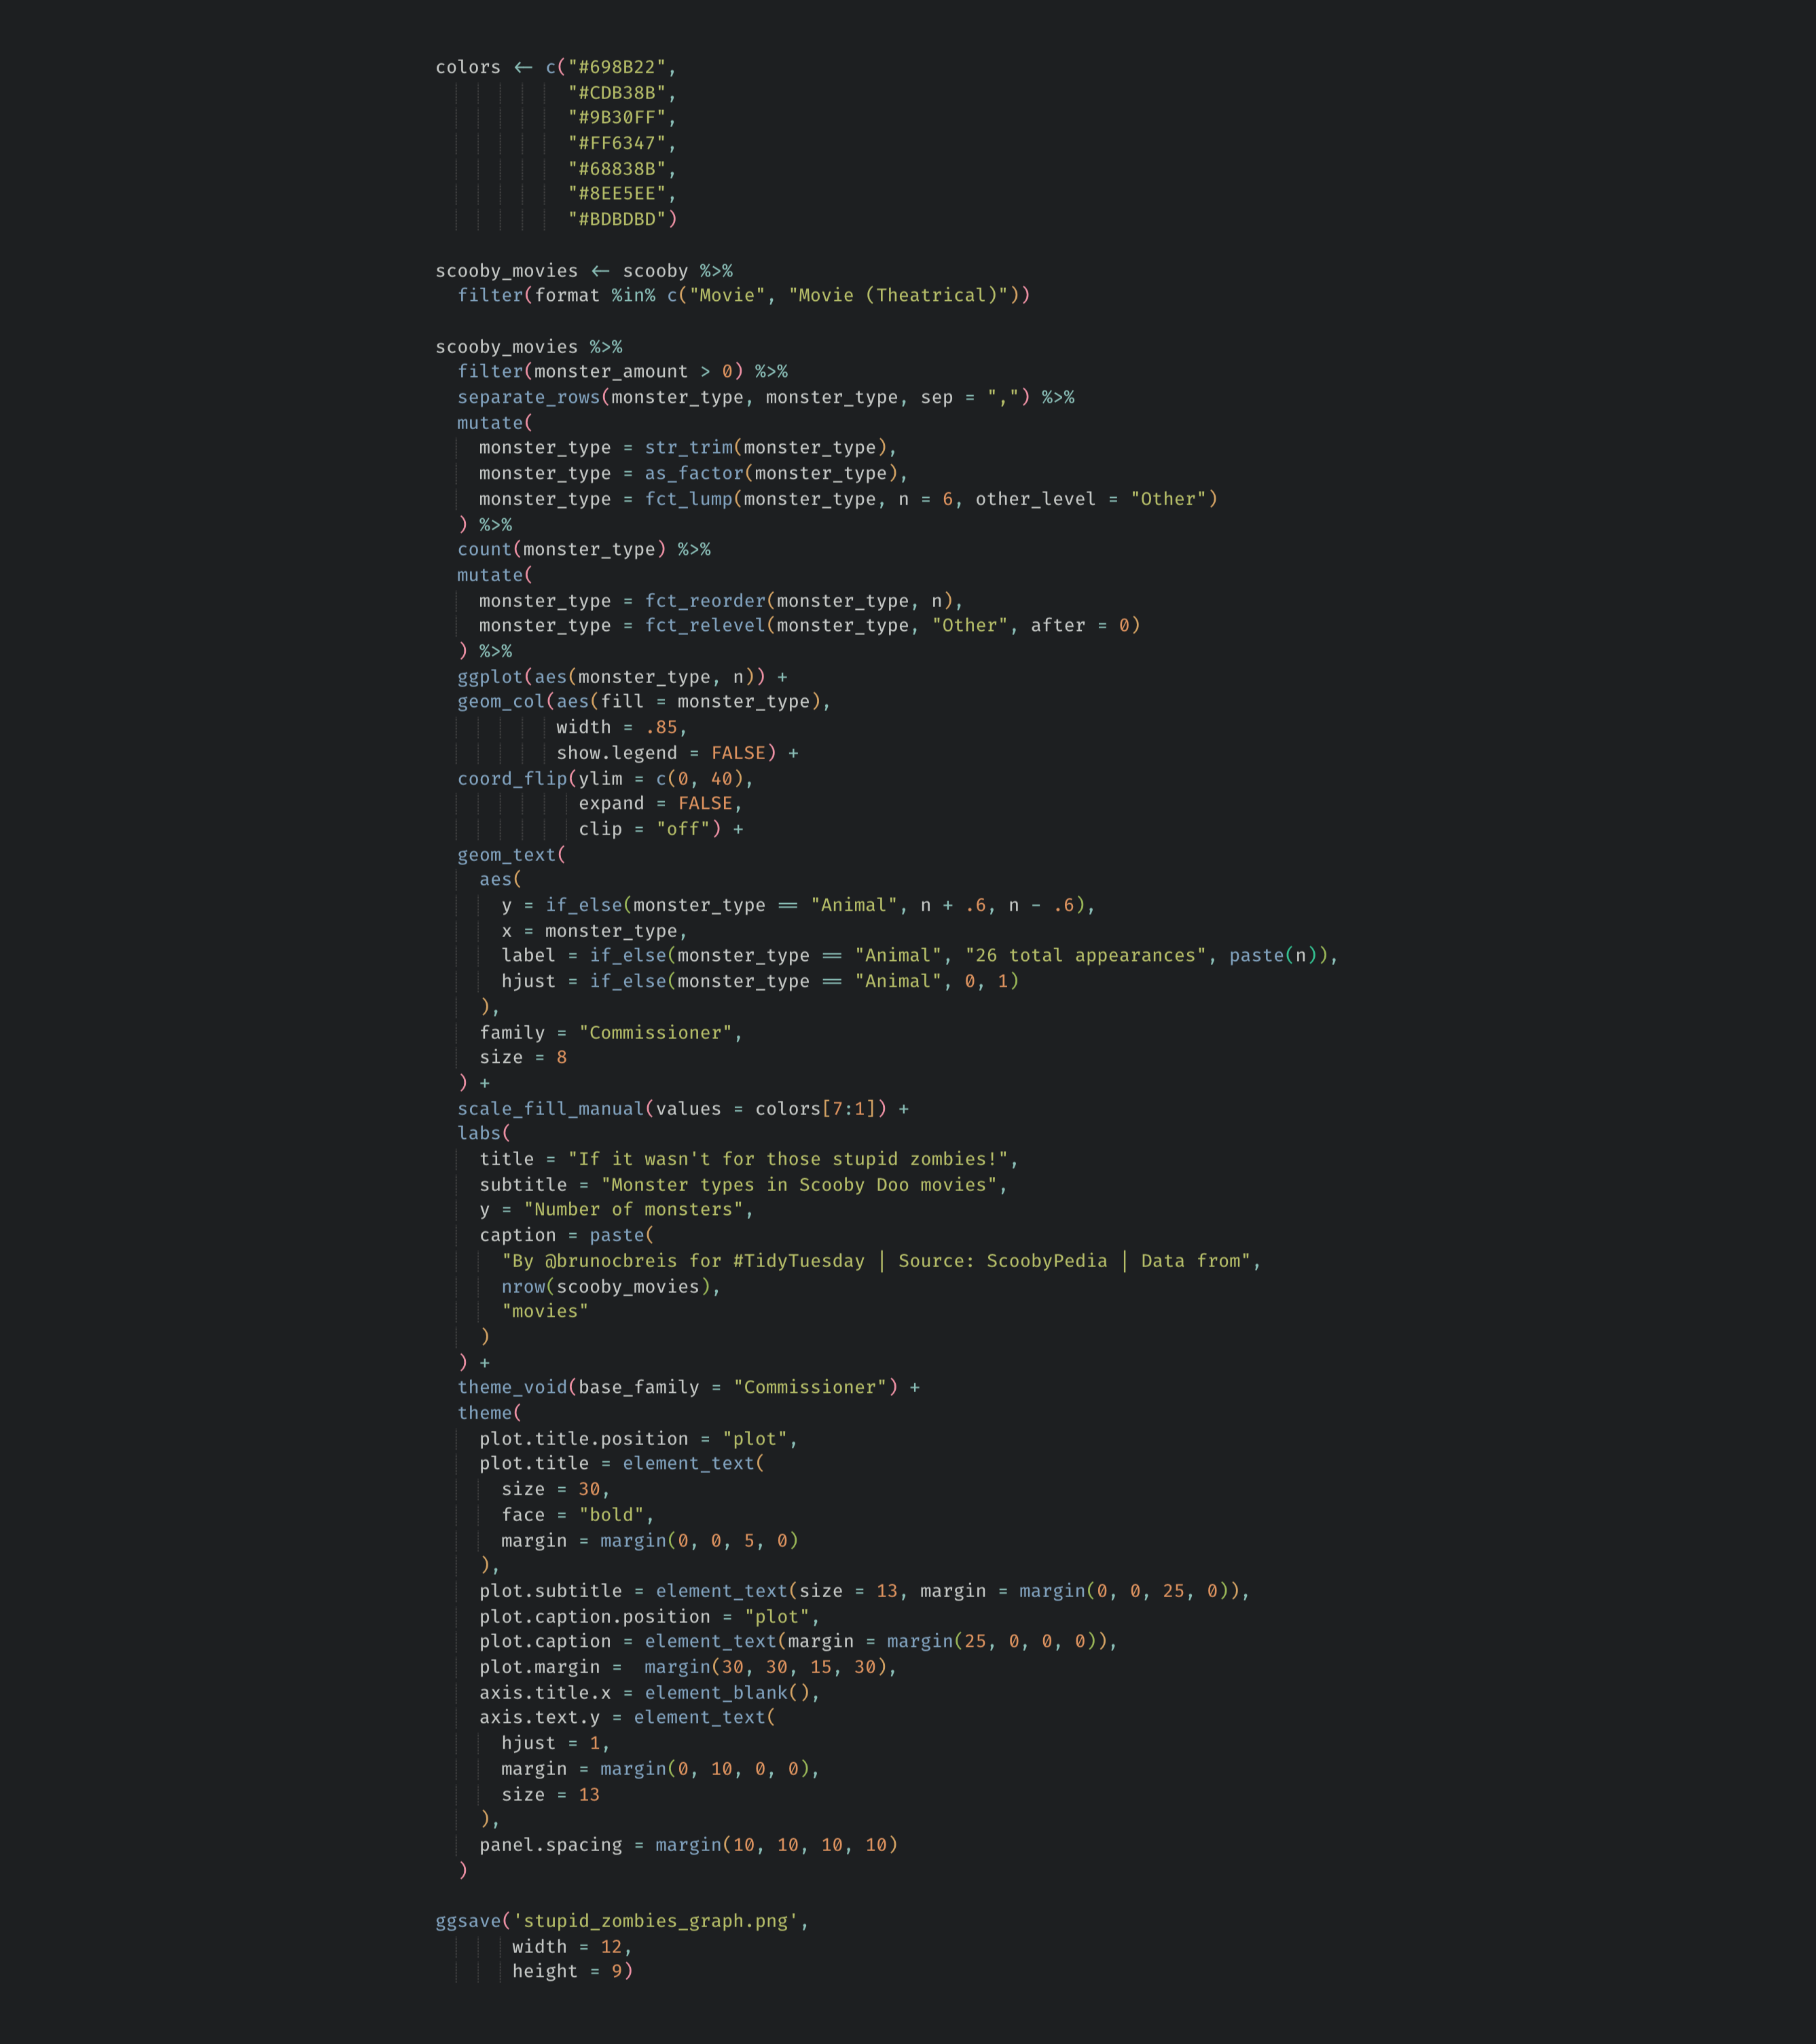 colors <- c("#698B22",
"#CDB38B",
"#9B30FF",
"#FF6347",
"#68838B",
"#8EE5EE",
"#BDBDBD")
scooby_movies <- scooby %>%
filter(format %in% c("Movie", "Movie (Theatrical)"))
scooby_movies %>%
filter(monster_amount > 0) %>%
separate_rows(monster_type, monster_type, sep = ",") %>%
mutate(
monster_type = str_trim(monster_type),
monster_type = as_factor(monster_type),
monster_type = fct_lump(monster_type, n = 6, other_level = "Other")
) %>%
count(monster_type) %>%
mutate(
monster_type = fct_reorder(monster_type, n),
monster_type = fct_relevel(monster_type, "Other", after = 0)
) %>%
ggplot(aes(monster_type, n)) +
geom_col(aes(fill = monster_type),
width = .85,
show.legend = FALSE) +
coord_flip(ylim = c(0, 40),
expand = FALSE,
clip = "off") +
geom_text(
aes(
y = if_else(monster_type == "Animal", n + .6, n - .6),
x = monster_type,
label = if_else(monster_type == "Animal", "26 total appearances", paste(n)),
hjust = if_else(monster_type == "Animal", 0, 1)
),
family = "Commissioner",
size = 8
) +
scale_fill_manual(values = colors[7:1]) +
labs(
title = "If it wasn't for those stupid zombies!",
subtitle = "Monster types in Scooby Doo movies",
y = "Number of monsters",
caption = paste(
"By @brunocbreis for #TidyTuesday | Source: ScoobyPedia | Data from",
nrow(scooby_movies),
"movies"
)
) +
theme_void(base_family = "Commissioner") +
theme(
plot.title.position = "plot",
plot.title = element_text(
size = 30,
face = "bold",
margin = margin(0, 0, 5, 0)
),
plot.subtitle = element_text(size = 13, margin = margin(0, 0, 25, 0)),
plot.caption.position = "plot",
plot.caption = element_text(margin = margin(25, 0, 0, 0)),
plot.margin =  margin(30, 30, 15, 30),
axis.title.x = element_blank(),
axis.text.y = element_text(
hjust = 1,
margin = margin(0, 10, 0, 0),
size = 13
),
panel.spacing = margin(10, 10, 10, 10)
)
ggsave('stupid_zombies_graph.png',
width = 12,
height = 9)